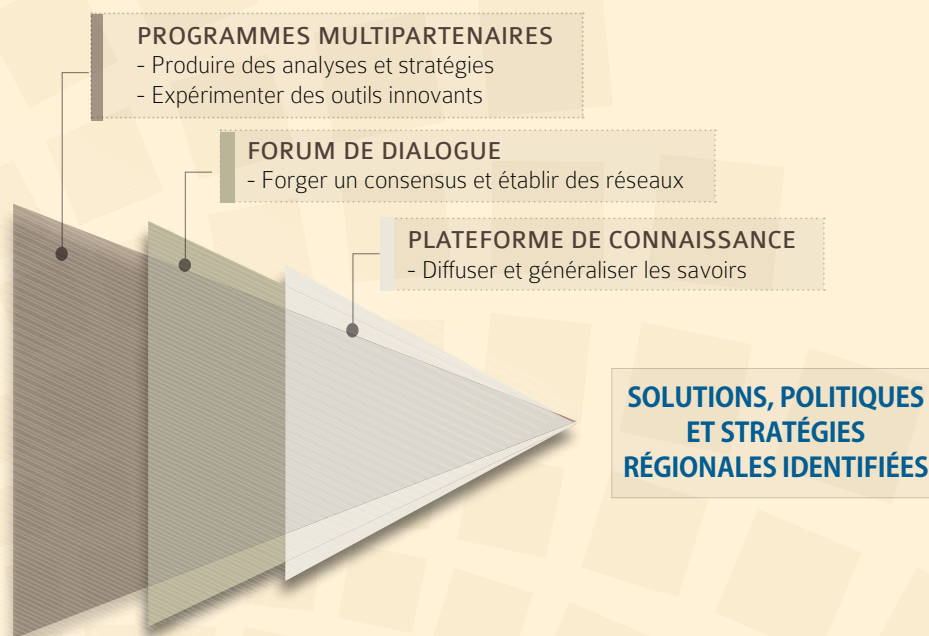 PROGRAMMES MULTIPARTENAIRES
- Produire des analyses et stratégies
- Expérimenter des outils innovants
FORUM DE DIALOGUE
- Forger un consensus et établir des réseaux
PLATEFORME DE CONNAISSANCE
- Diffuser et généraliser les savoirs
SOLUTIONS, POLITIQUES
ET STRATÉGIES
RÉGIONALES IDENTIFIÉES